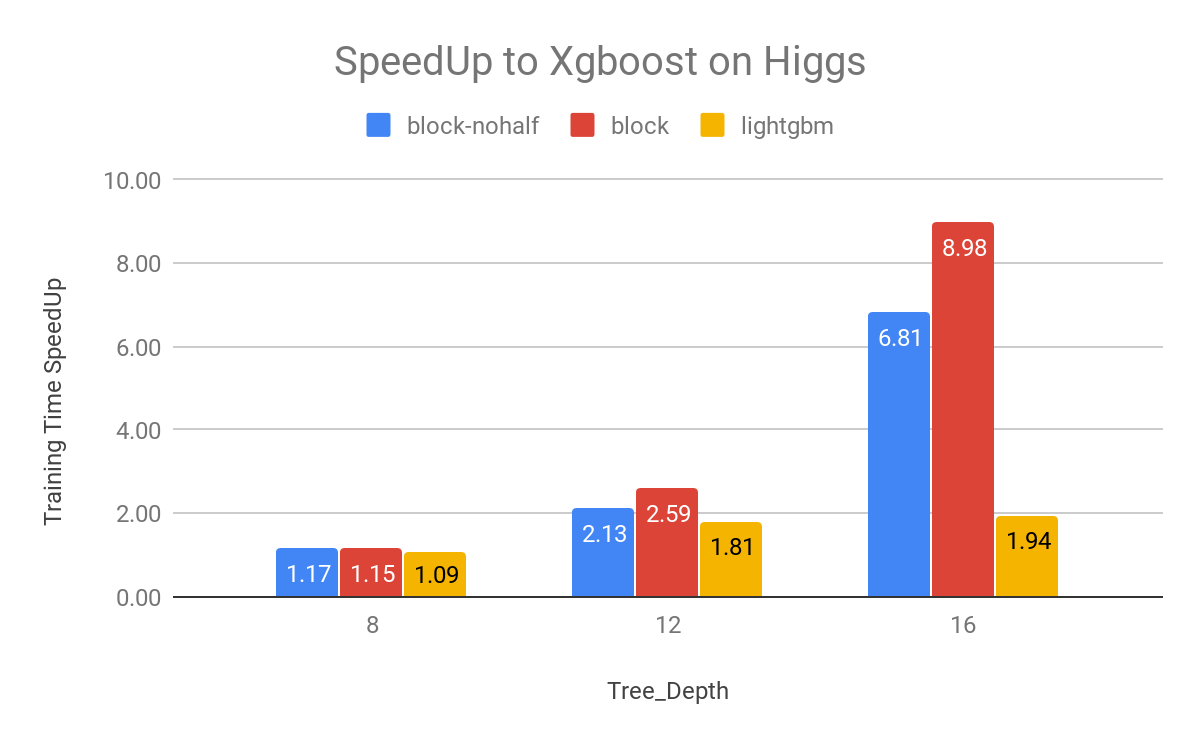 SpeedUp to Xgboost on Higgs
block-nohalf block lightgbm
10.00
8.00
6.00
4.00
2.00
0.00
Training Time SpeedUp
1.17 1.15 1.09
2.13 2.59 1.81
6.81 8.98 1.94
8 12 16
Tree_Depth